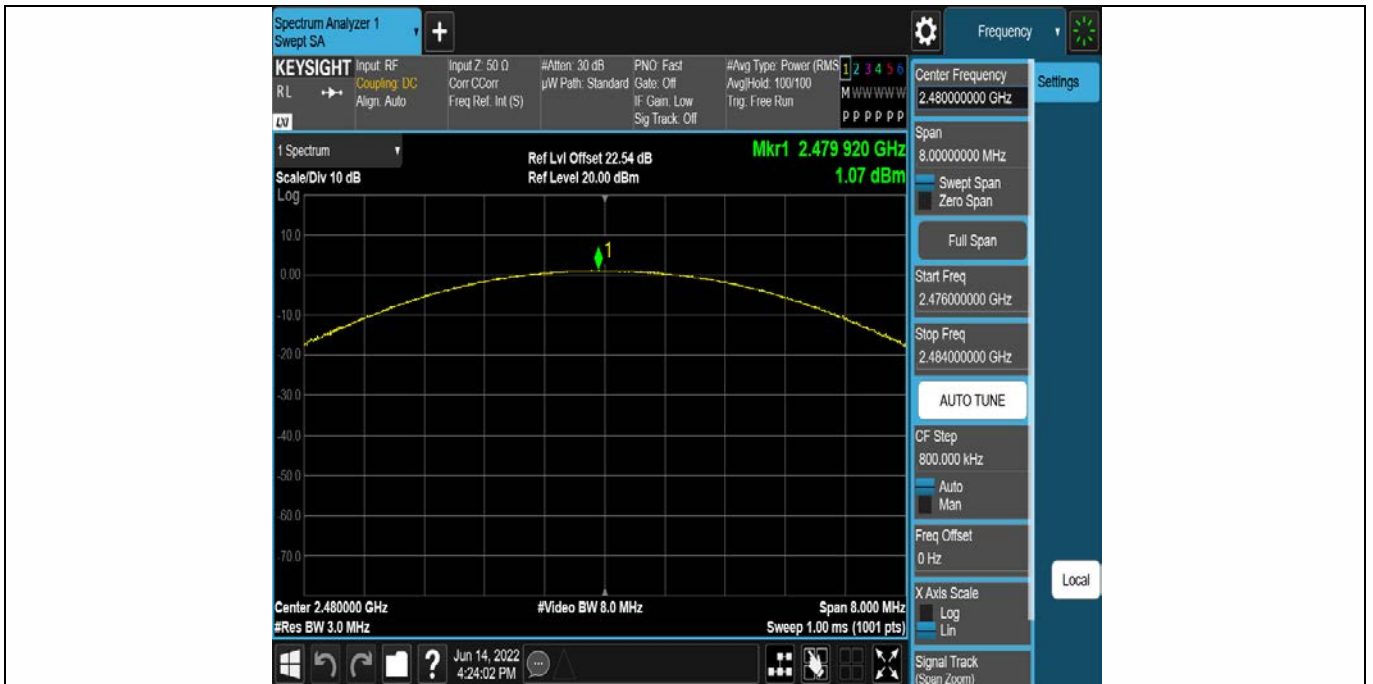 Spectrum Analyzer 1
Swept SA
+
Frequency
KEYSIGHT
RL
Input: RF
Coupling: DC
Align: Auto
Input Z: 50 Ω
Corr CCorr
Freq Ref: Int (S)
#Atten: 30 dB
µW Path: Standard
PNO: Fast
Gate: Off
IF Gain: Low
Sig Track: Off
#Avg Type: Power (RMS
Avg|Hold: 100/100
Trig: Free Run
1 2 3 4 5 6
M W W W W W
P P P P P P
1 Spectrum
Scale/Div 10 dB
Log
Ref Lvl Offset 22.54 dB
Ref Level 20.00 dBm
Mkr1 2.479 920 GHz
1.07 dBm
1
10.0
0.00
-10.0
-20.0
-30.0
-40.0
-50.0
-60.0
-70.0
Center 2.480000 GHz
#Res BW 3.0 MHz
#Video BW 8.0 MHz
Span 8.000 MHz
Sweep 1.00 ms (1001 pts)
Center Frequency
2.480000000 GHz
Settings
Span
8.00000000 MHz
Swept Span
Zero Span
Full Span
Start Freq
2.476000000 GHz
Stop Freq
2.484000000 GHz
AUTO TUNE
CF Step
800.000 kHz
Auto
Man
Freq Offset
0 Hz
X Axis Scale
Log
Lin
Local
Signal Track
(Span Zoom)
?
Jun 14, 2022
4:24:02 PM